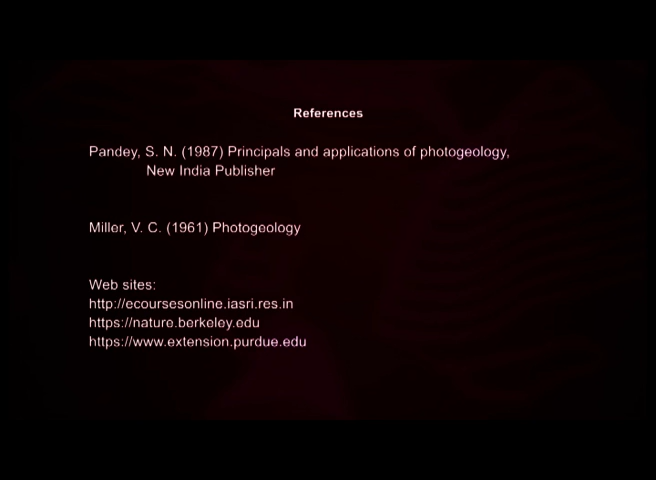 References
Pandey, S. N. (1987) Principals and applications of photogeology,
New India Publisher
Miller, V. C. (1961) Photogeology
Web sites:
http://ecoursesonline.iasri.res.in
https://nature.berkeley.edu
https://www.extension.purdue.edu